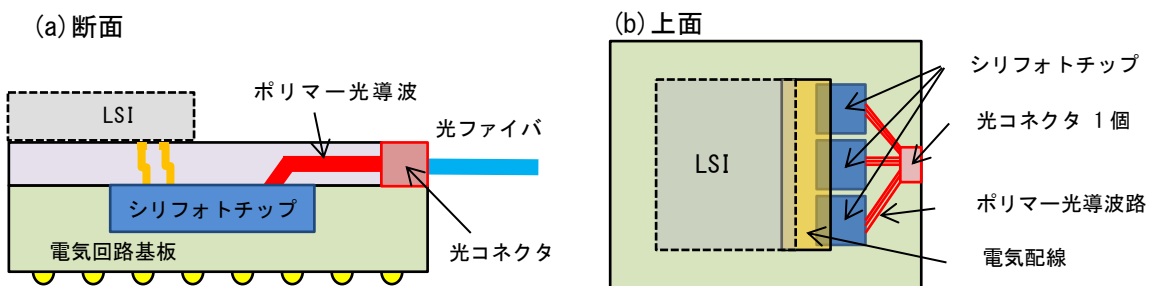 (a)断面
LSI
ポリマー光導波
光ファイバ
シリフォトチップ
電気回路基板
光コネクタ
(b)上面
LSI
シリフォトチップ
光コネクタ 1個
ポリマー光導波路
電気配線